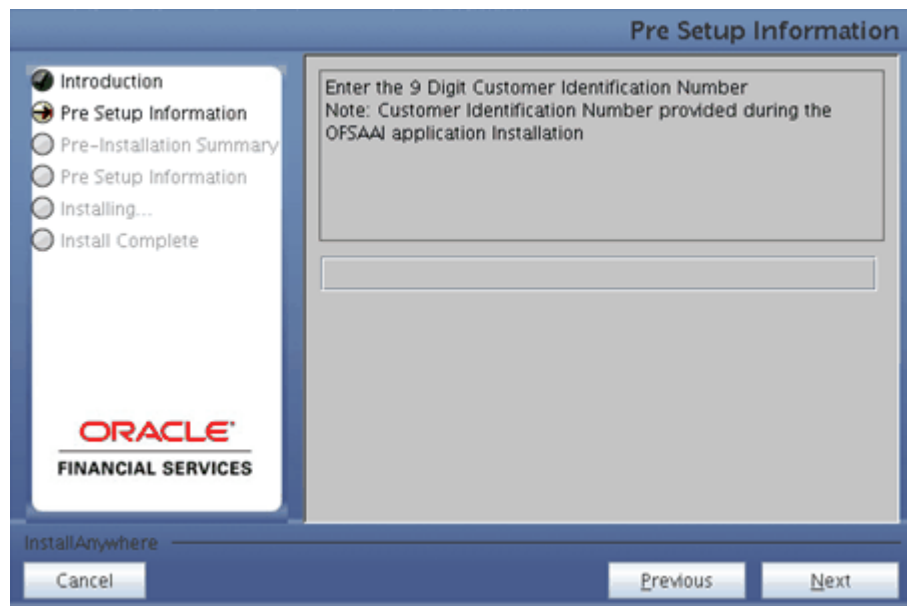 Pre Setup Information
Introduction
Pre Setup Information
Pre-Installation Summary
Pre Setup Information
Installing...
Install Complete
ORACLE
FINANCIAL SERVICES
Enter the 9 Digit Customer Identification Number
Note: Customer Identification Number provided during the
OFSAAI application Installation
InstallAnywhere
Cancel
Previous
Next